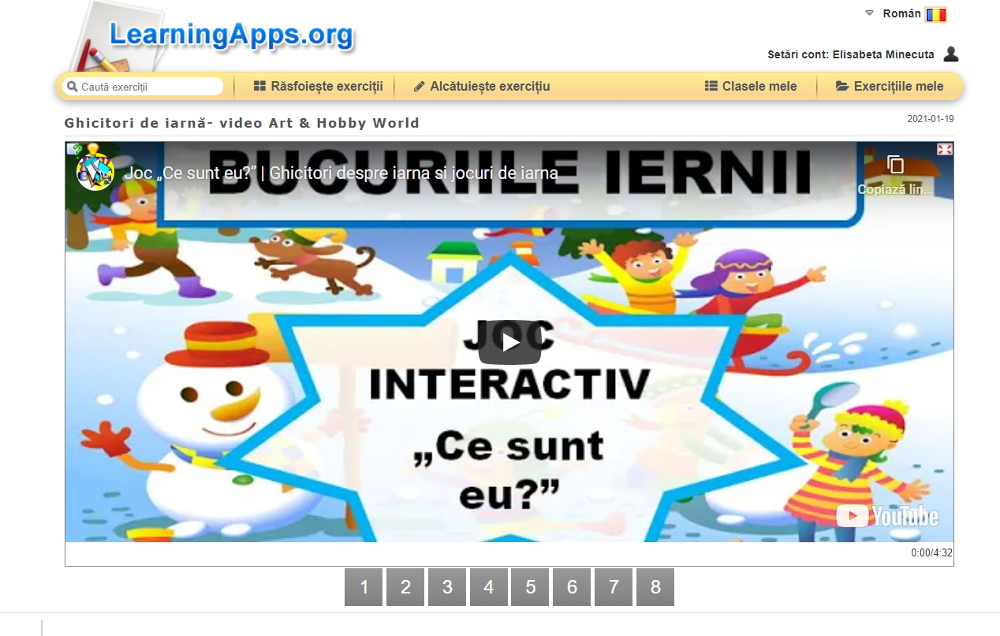 LearningApps.org
Român
Setări cont: Elisabeta Minecuta
Caută exerciții
Răsfoiește exerciții
Alcătuiește exercițiu
Clasele mele
Exercițiile mele
Ghicitori de iarnă- video Art & Hobby World
2021-01-19
BUCURIILE IERNII
Joc „Ce sunt eu?” | Ghicitori despre iarna si jocuri de iarna
Copiază lin...
JOC
INTERACTIV
„Ce sunt
eu?”
YouTube
0:00/4:32
1 2 3 4 5 6 7 8